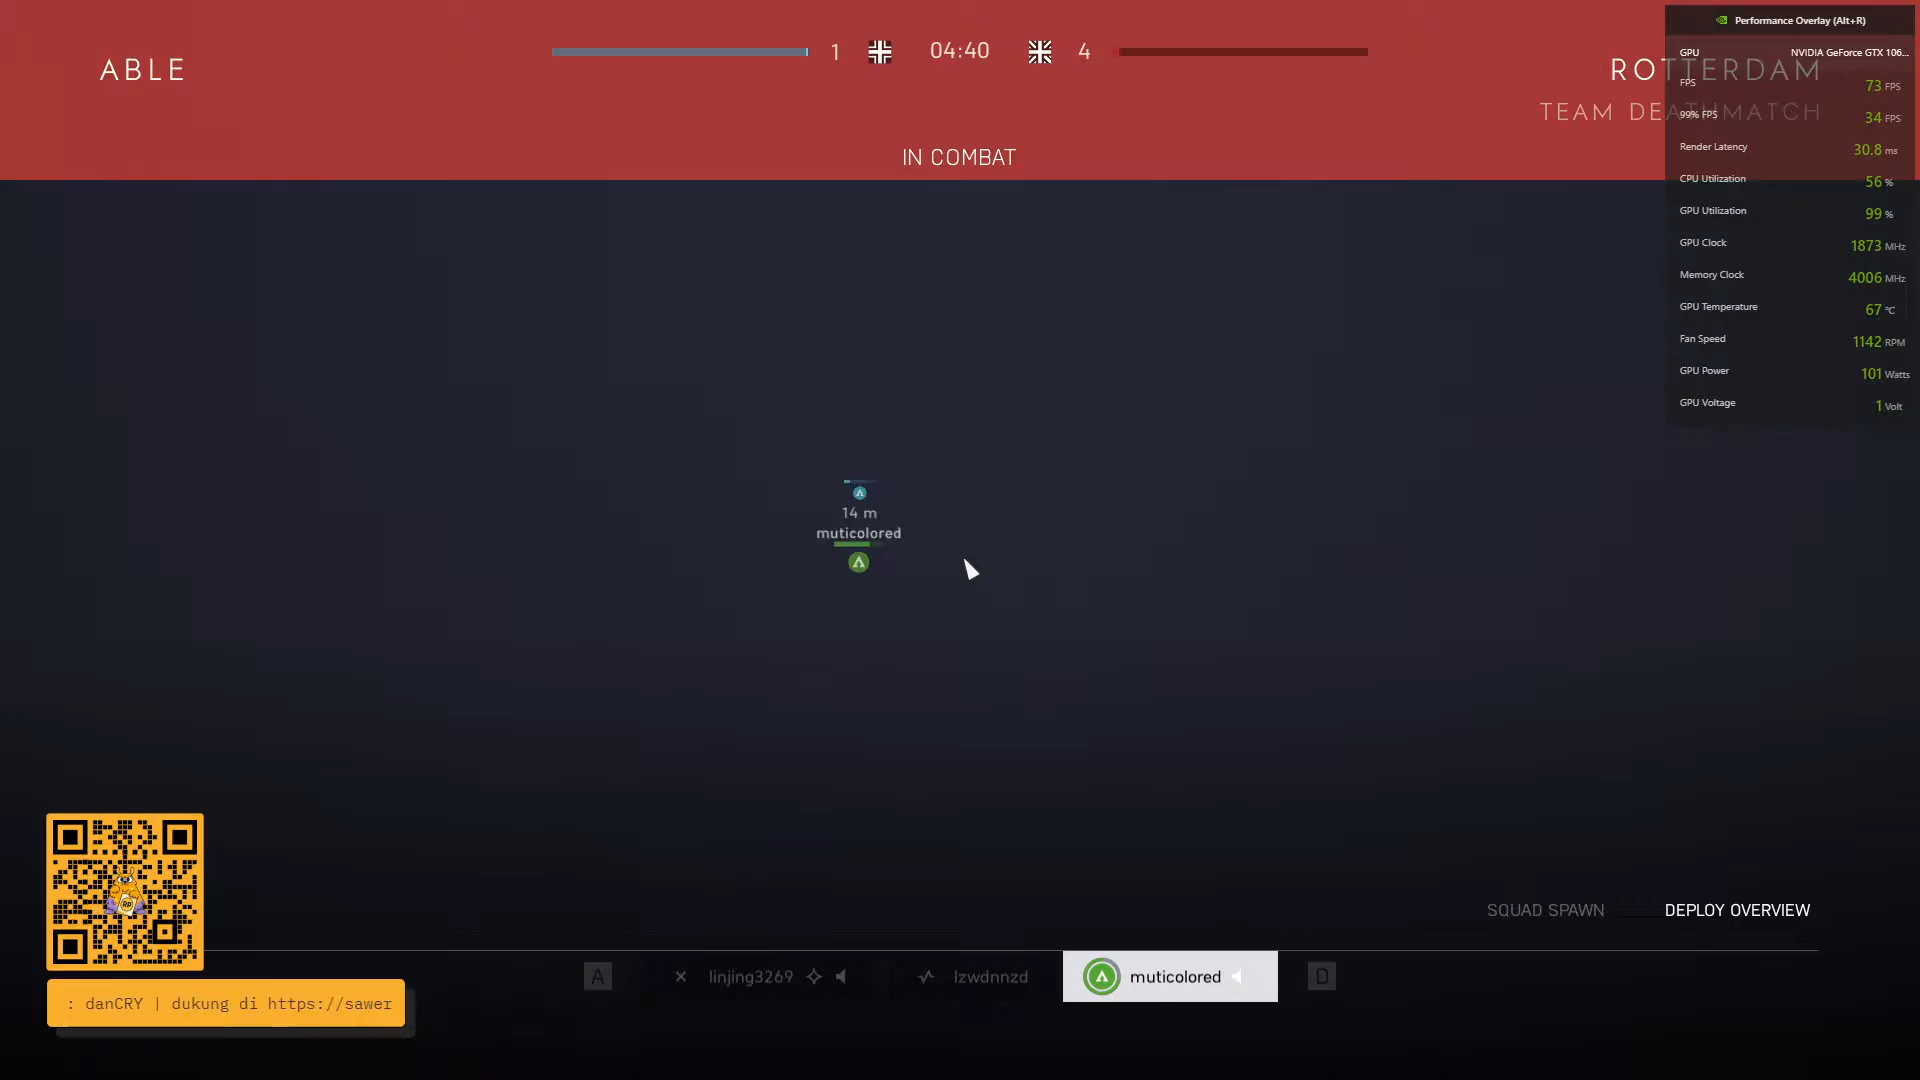 ABLE
1 04:40 4
ROTTERDAM
TEAM DEATHMATCH
IN COMBAT
Performance Overlay (Alt+R)
GPU NVIDIA GeForce GTX 106...
FPS 73 FPS
99% FPS 34 FPS
Render Latency 30.8 ms
CPU Utilization 56 %
GPU Utilization 99 %
GPU Clock 1873 MHz
Memory Clock 4006 MHz
GPU Temperature 67 °C
Fan Speed 1142 RPM
GPU Power 101 Watts
GPU Voltage 1 Volt
14 m
muticolored
SQUAD SPAWN DEPLOY OVERVIEW
A linjing3269 lzwdnnzd muticolored D
RP
: danCRY | dukung di https://sawer